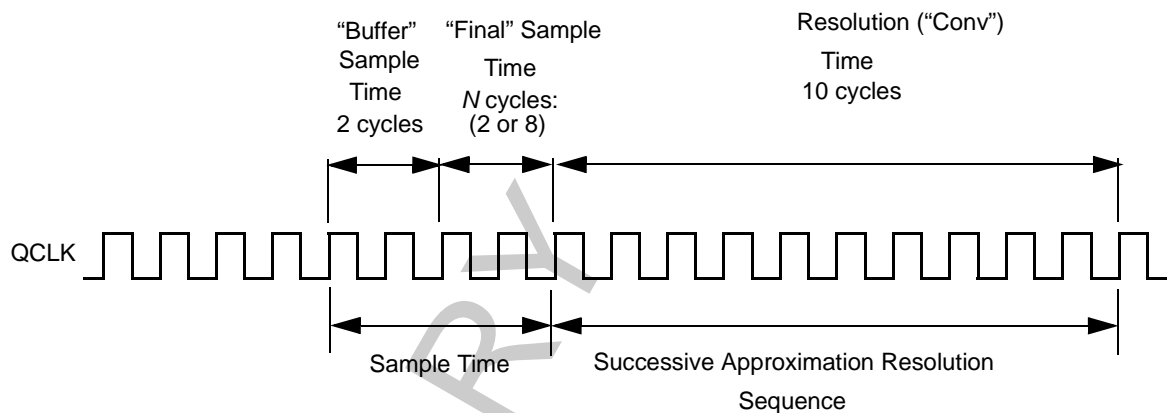 “Buffer”
Sample
Time
2 cycles
“Final” Sample
Time
N cycles:
(2 or 8)
Resolution (“Conv”)
Time
10 cycles
QCLK
Sample Time
Successive Approximation Resolution
Sequence
RY